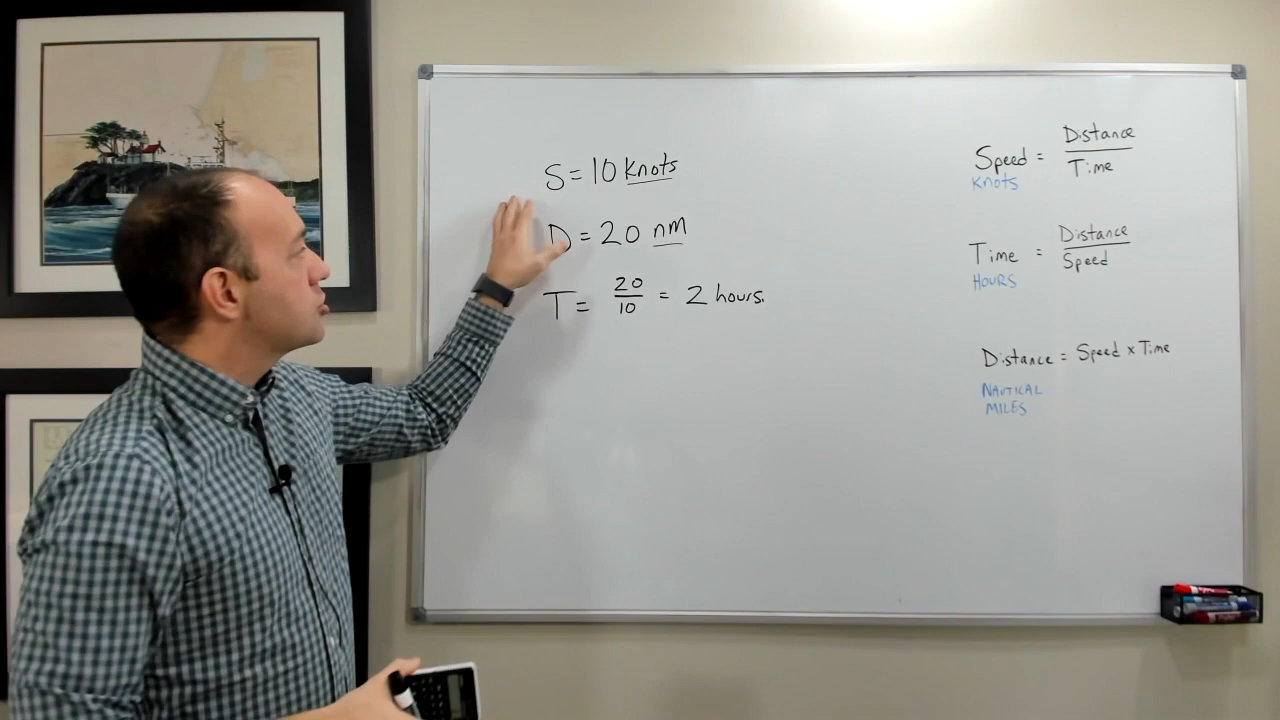 S = 10 knots
D = 20 nm
T = 20/10 = 2 hours.
Speed = Distance/Time
KNOTS
Time = Distance/Speed
HOURS
Distance = Speed x Time
NAUTICAL
MILES